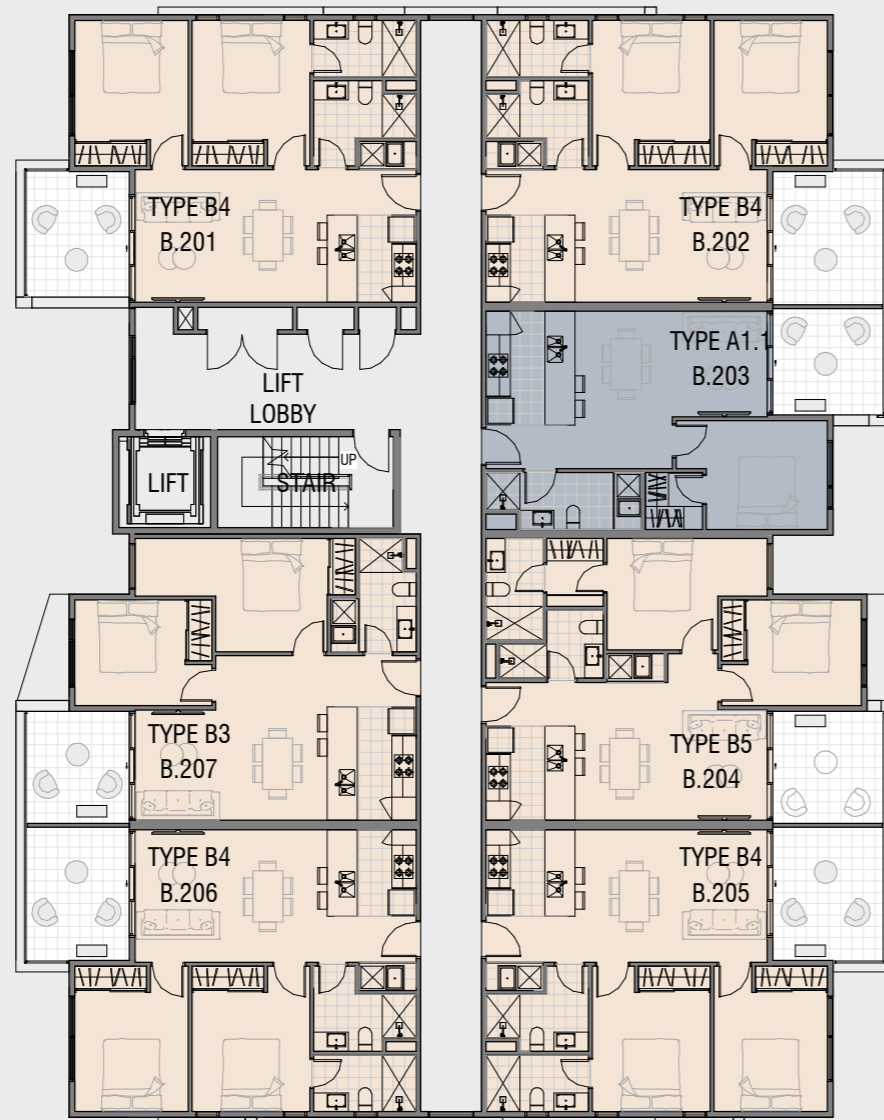 TYPE B4
B.201
TYPE B4
B.202
TYPE A1.1
B.203
LIFT
LOBBY
LIFT
STAIR
UP
TYPE B3
B.207
TYPE B5
B.204
TYPE B4
B.206
TYPE B4
B.205